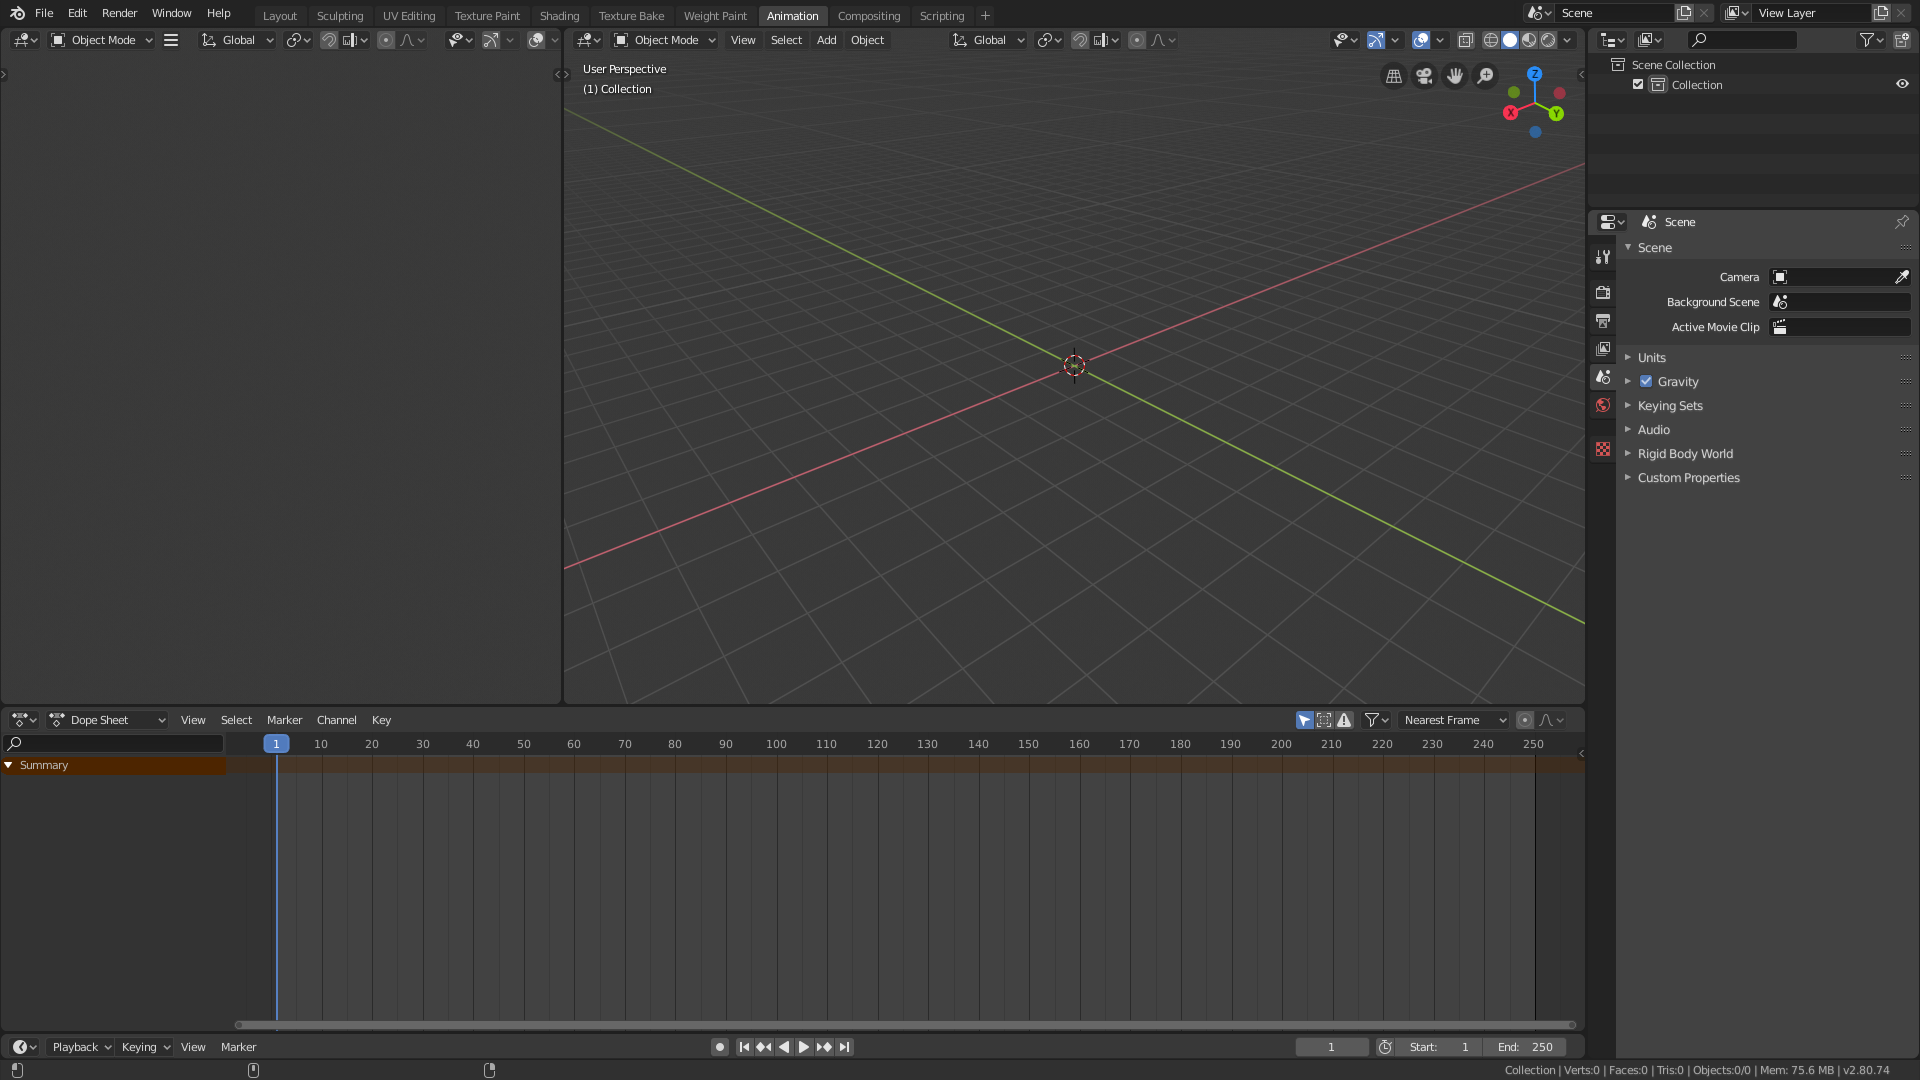 File Edit Render Window Help
Layout Sculpting UV Editing Texture Paint Shading Texture Bake Weight Paint Animation Compositing Scripting +
Scene
View Layer
Object Mode
Global
Object Mode
View Select Add Object
Global
User Perspective
(1) Collection
Z
X
Y
Scene Collection
Collection
Scene
Scene
Camera
Background Scene
Active Movie Clip
Units
Gravity
Keying Sets
Audio
Rigid Body World
Custom Properties
Dope Sheet View Select Marker Channel Key
Nearest Frame
1 10 20 30 40 50 60 70 80 90 100 110 120 130 140 150 160 170 180 190 200 210 220 230 240 250
Summary
Playback Keying View Marker
1
Start: 1
End: 250
Collection | Verts:0 | Faces:0 | Tris:0 | Objects:0/0 | Mem: 75.6 MB | v2.80.74